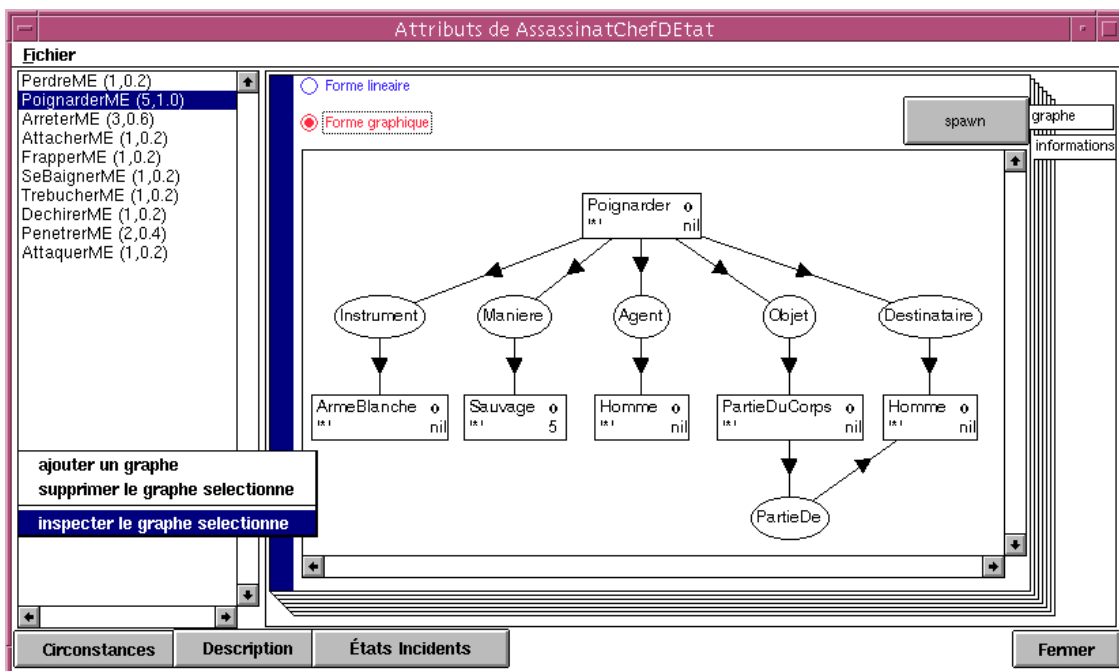 Attributs de AssassinatChefDEtat
Fichier
PerdreME (1,0.2)
PoignarderME (5,1.0)
ArreterME (3,0.6)
AttacherME (1,0.2)
FrapperME (1,0.2)
SeBaignerME (1,0.2)
TrebucherME (1,0.2)
DechirerME (1,0.2)
PenetrerME (2,0.4)
AttaquerME (1,0.2)
ajouter un graphe
supprimer le graphe selectionne
inspecter le graphe selectionne
Forme lineaire
Forme graphique
spawn
graphe
informations
Poignarder o
|*| nil
Instrument Maniere Agent Objet Destinataire
ArmeBlanche o Sauvage o Homme o PartieDuCorps o Homme o
|*| nil |*| 5 |*| nil |*| nil |*| nil
PartieDe
Circonstances Description États Incidents Fermer